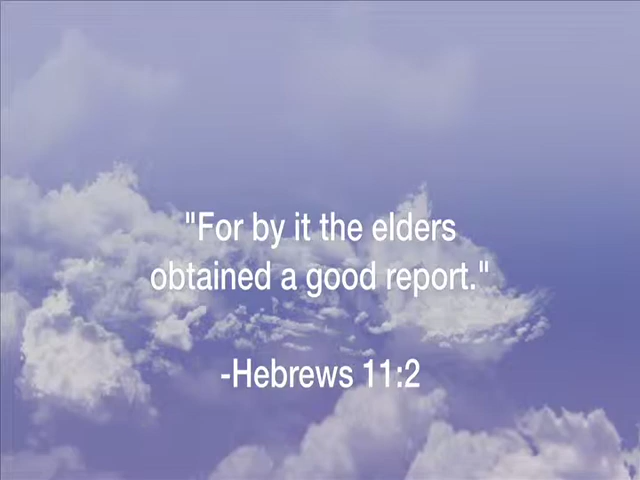 "For by it the elders
obtained a good report."
-Hebrews 11:2